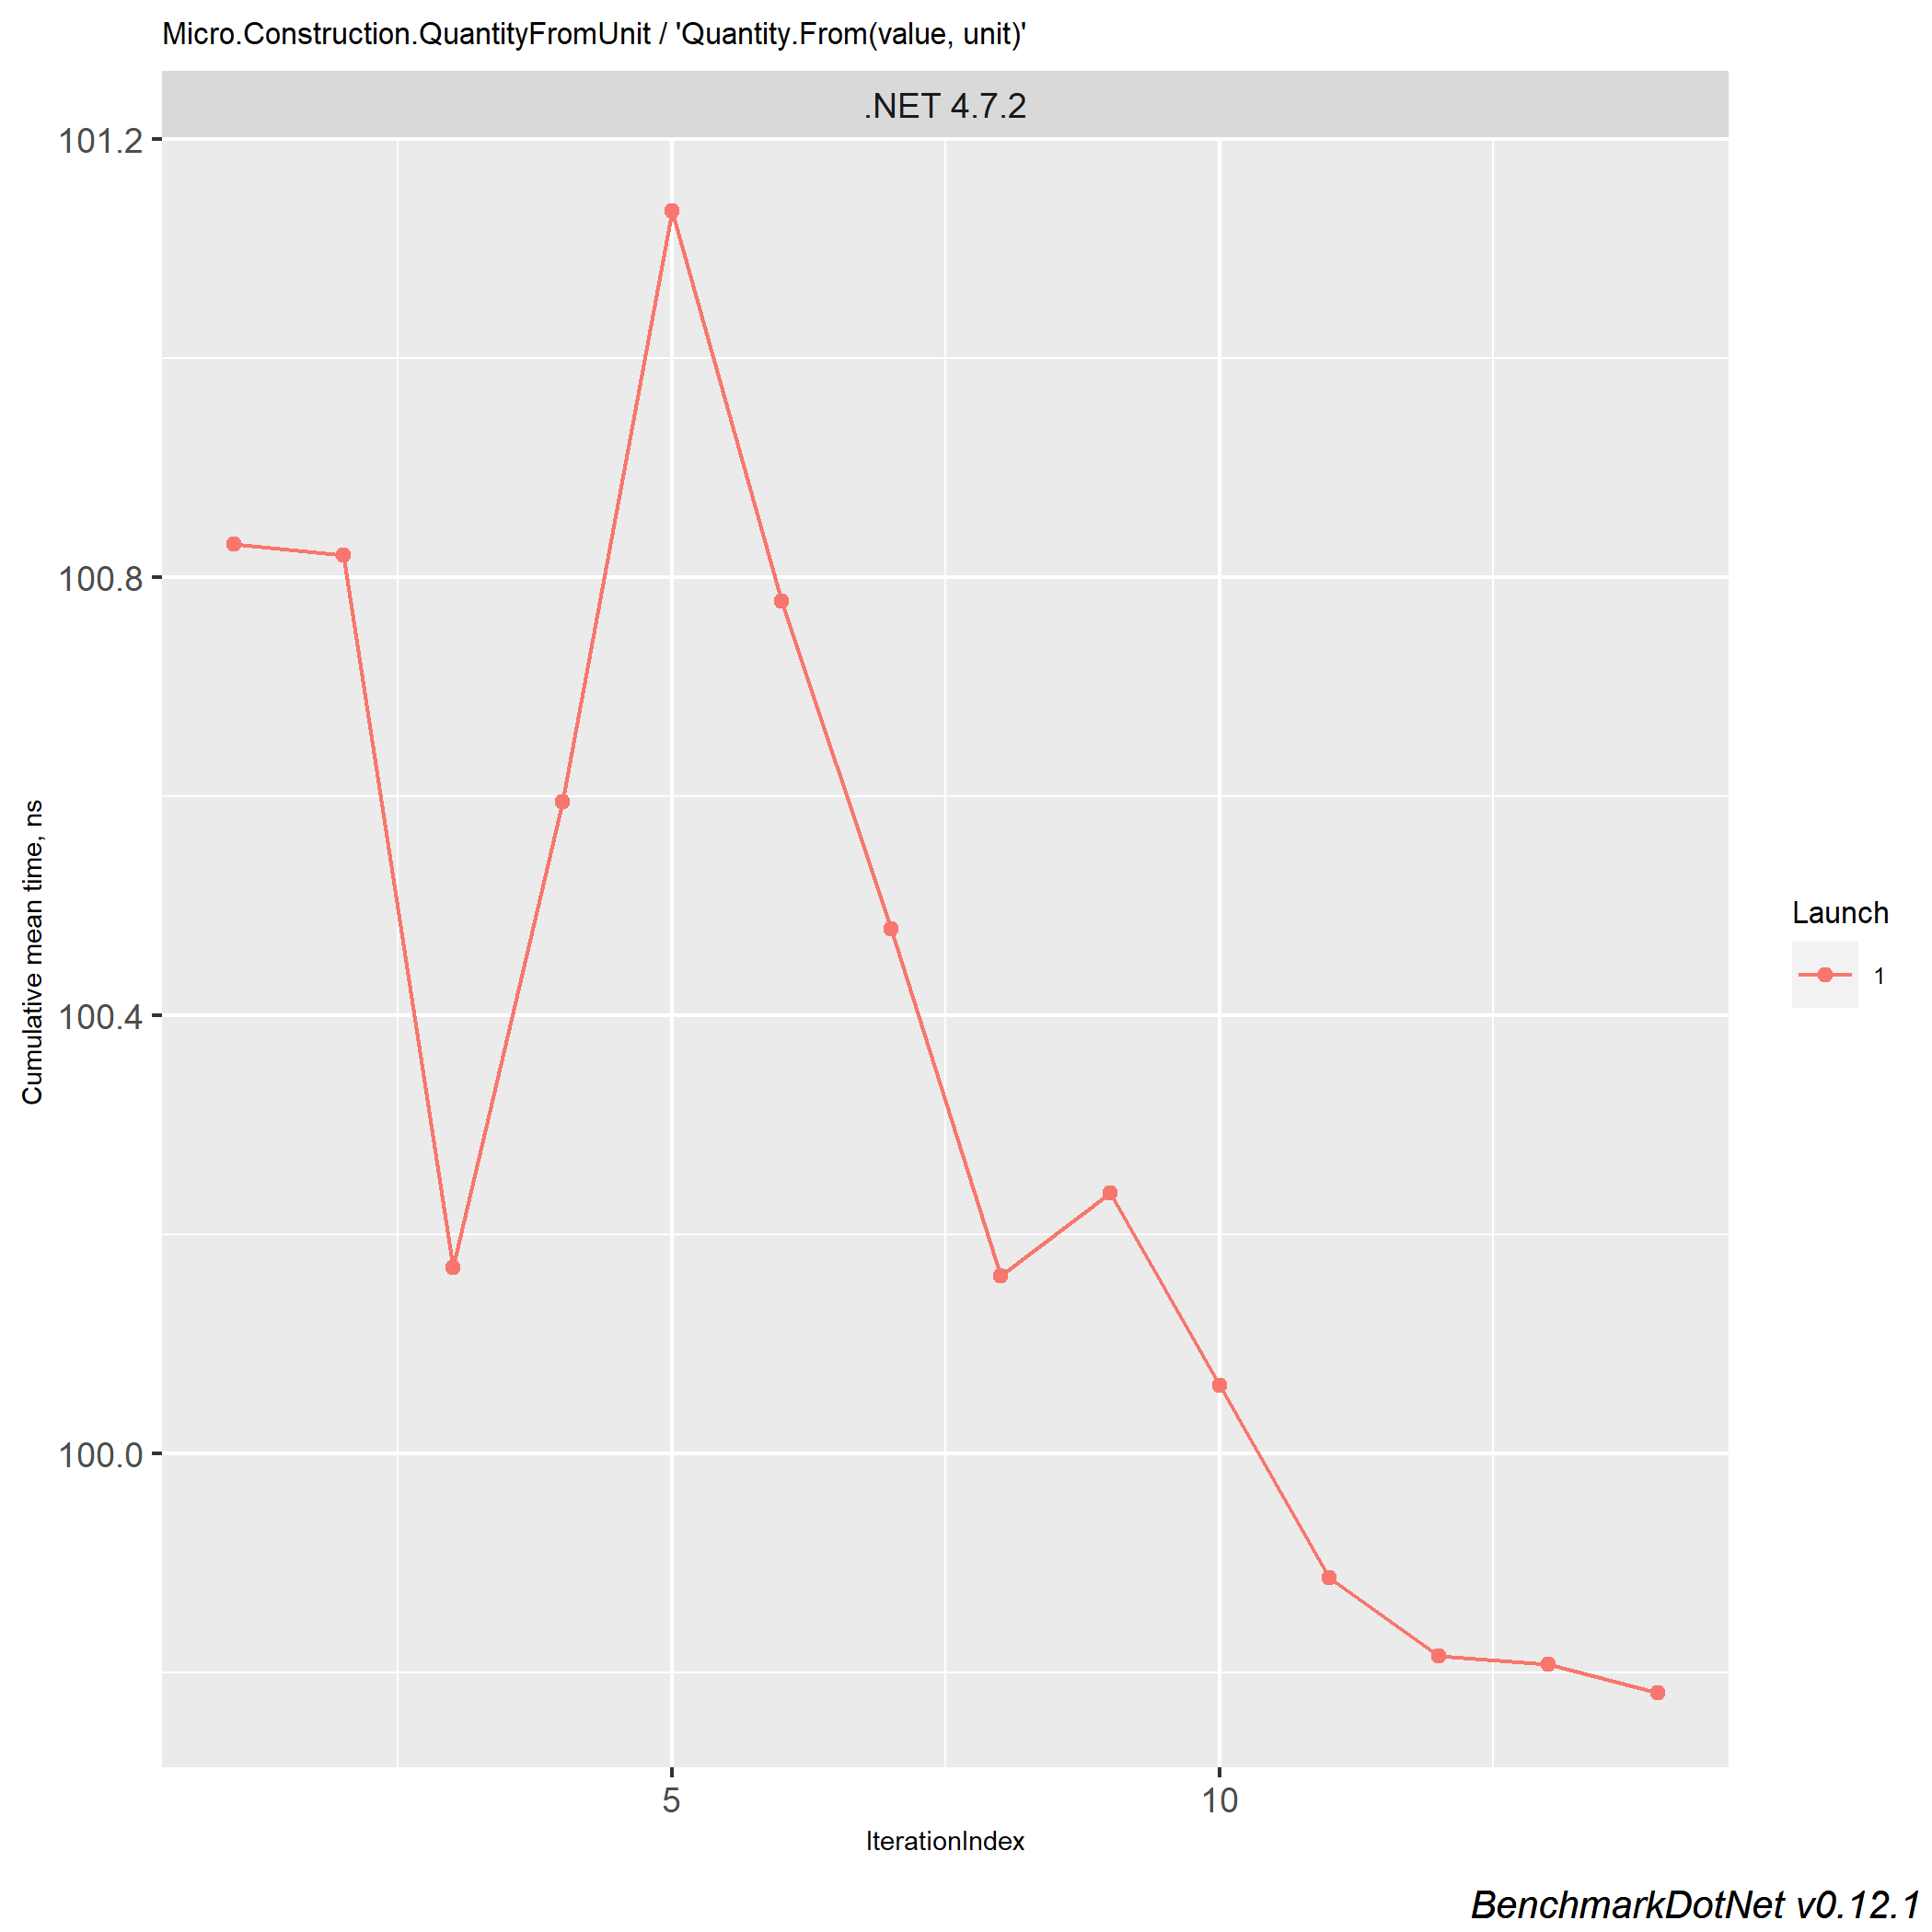 Micro.Construction.QuantityFromUnit / 'Quantity.From(value, unit)'
.NET 4.7.2
101.2
100.8
100.4
100.0
Cumulative mean time, ns
5
10
IterationIndex
Launch
1
BenchmarkDotNet v0.12.1